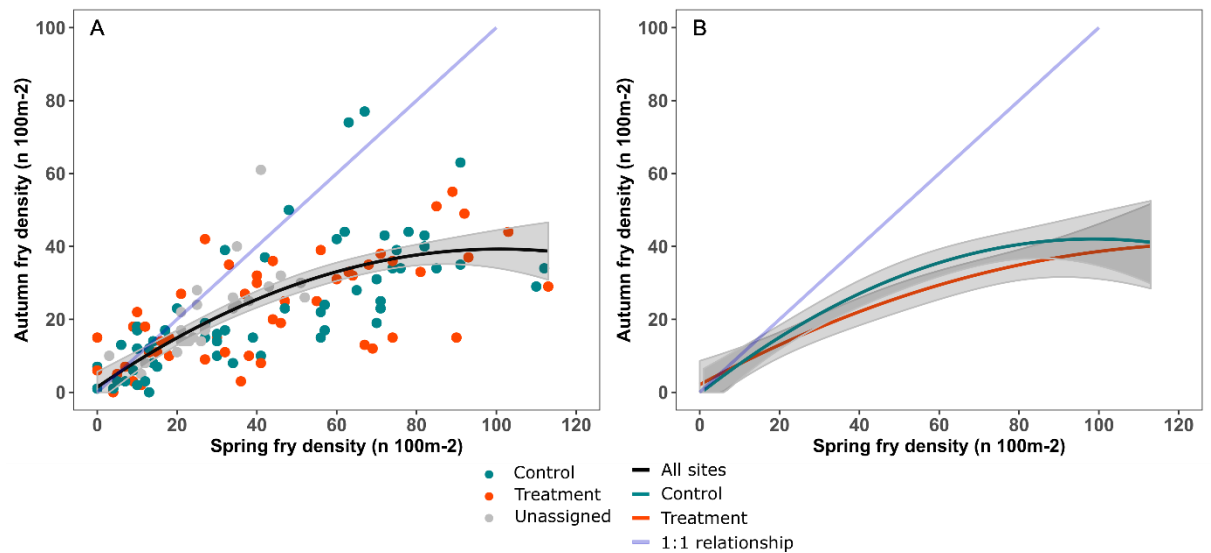 A
B
100
80
60
40
20
0
Autumn fry density (n 100m-2)
0 20 40 60 80 100 120
Spring fry density (n 100m-2)
100
80
60
40
20
0
Autumn fry density (n 100m-2)
0 20 40 60 80 100 120
Spring fry density (n 100m-2)
Control
Treatment
Unassigned
All sites
Control
Treatment
1:1 relationship